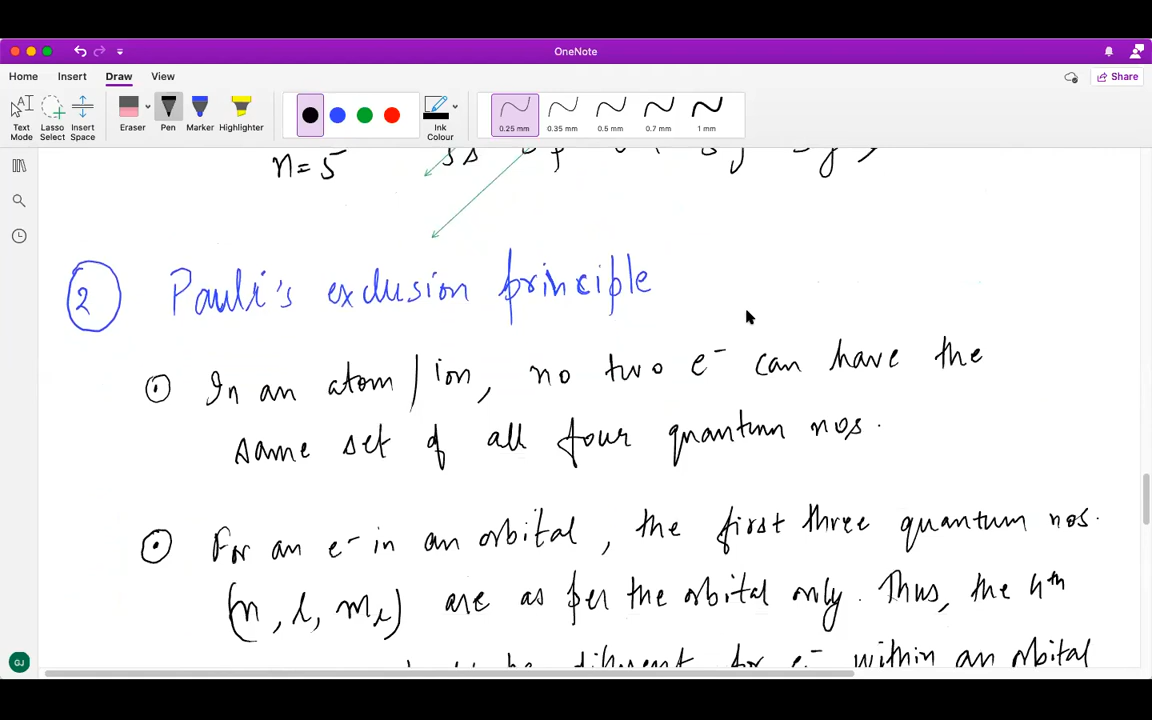 OneNote
Home Insert Draw View
Share
Text Mode
Lasso Select
Insert Space
Eraser
Pen
Marker
Highlighter
Ink Colour
0.25 mm
0.35 mm
0.5 mm
0.7 mm
1 mm
n = 5
2 Pauli's exclusion principle
In an atom / ion, no two e⁻ can have the
same set of all four quantum nos.
For an e⁻ in an orbital, the first three quantum nos.
(n, l, mₗ) are as per the orbital only. Thus, the 4th
be different for e⁻ within an orbital
GJ